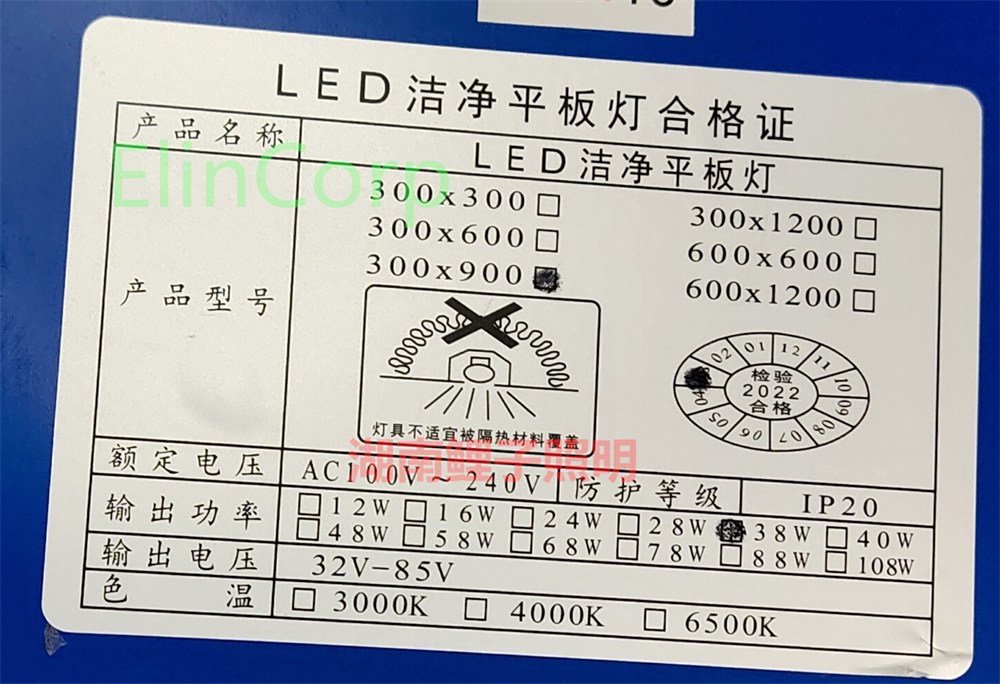 LED洁净平板灯合格证
产品名称
LED洁净平板灯
ElinCorp
产品型号
300x300□
300x1200□
300x600□
600x600□
300x900
600x1200□
灯具不适宜被隔热材料覆盖
检验
2022
合格
01 12 11 10 09 08 07 06 05 04 02
湖南鲤子照明
额定电压
AC100V~240V
防护等级
IP20
输出功率
□12W □16W □24W □28W 38W □40W
□48W □58W □68W □78W □88W □108W
输出电压
32V-85V
色温
□3000K □4000K □6500K